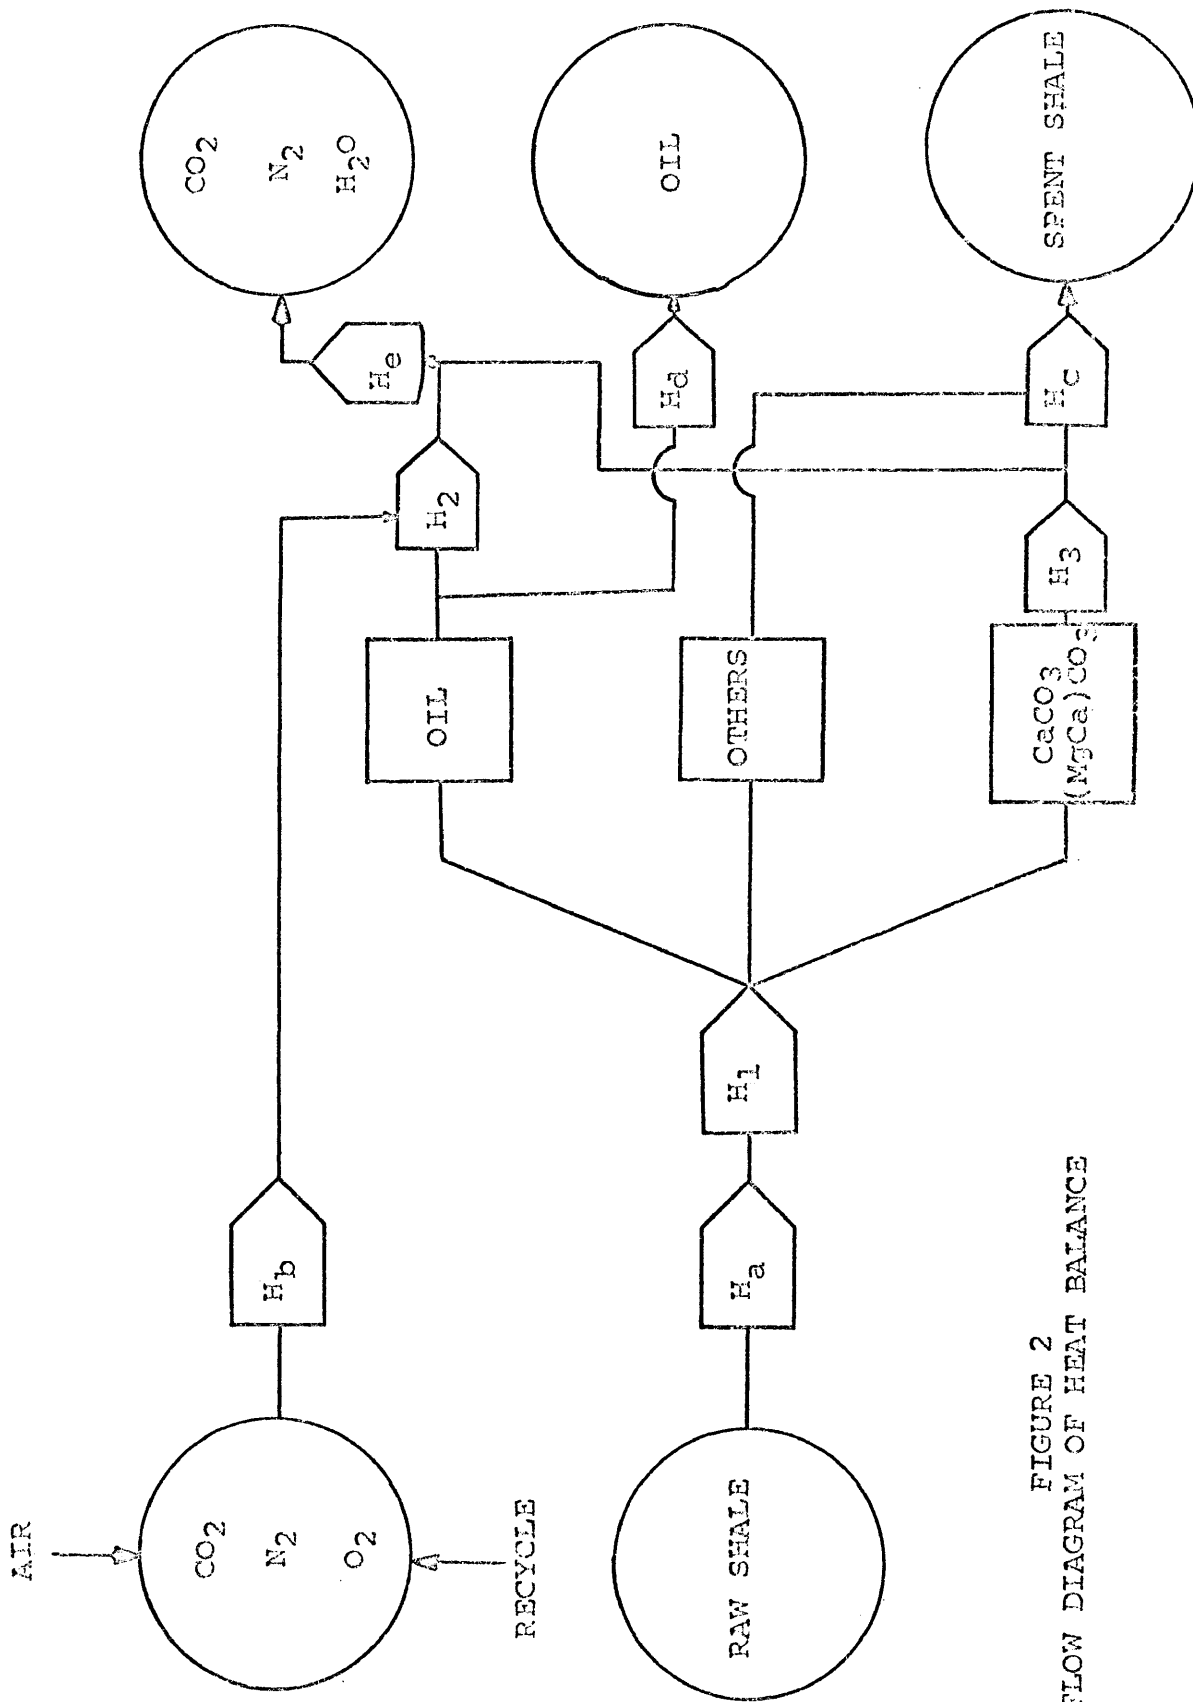 AIR
CO2
N2
O2
RECYCLE
Hb
H2
He
CO2
N2
H2O
OIL
Hd
OIL
RAW SHALE
Ha
H1
OTHERS
CaCO3
(MgCa)CO3
H3
Hc
SPENT SHALE
FIGURE 2
FLOW DIAGRAM OF HEAT BALANCE